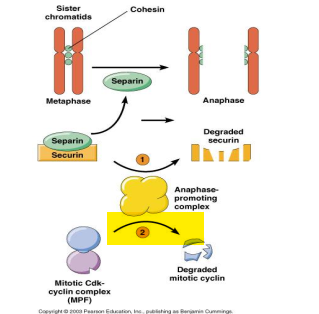 Sister
chromatids
Cohesin
Separin
Metaphase
Anaphase
Separin
Securin
Degraded
securin
1
Anaphase-
promoting
complex
2
Mitotic Cdk-
cyclin complex
(MPF)
Degraded
mitotic cyclin
Copyright © 2003 Pearson Education, Inc., publishing as Benjamin Cummings.